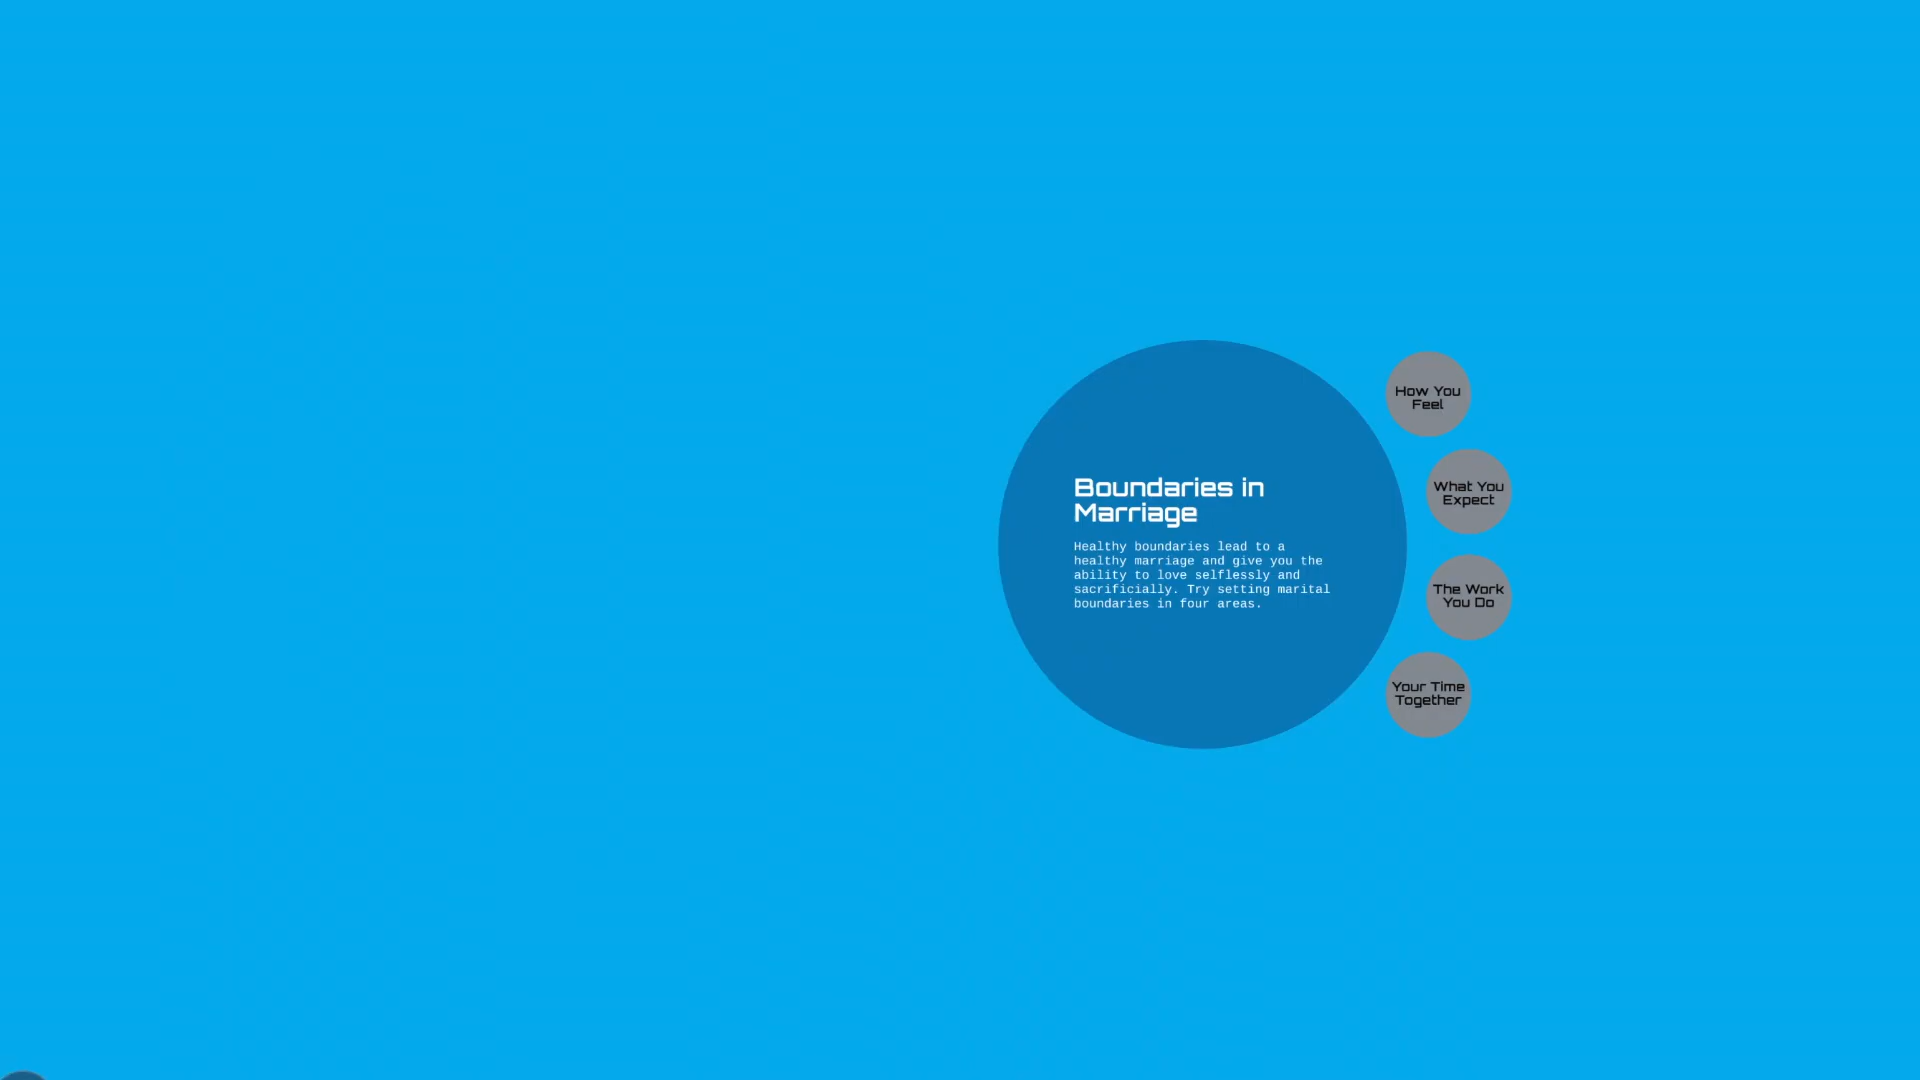 Boundaries in
Marriage
Healthy boundaries lead to a
healthy marriage and give you the
ability to love selflessly and
sacrificially. Try setting marital
boundaries in four areas.
How You
Feel
What You
Expect
The Work
You Do
Your Time
Together